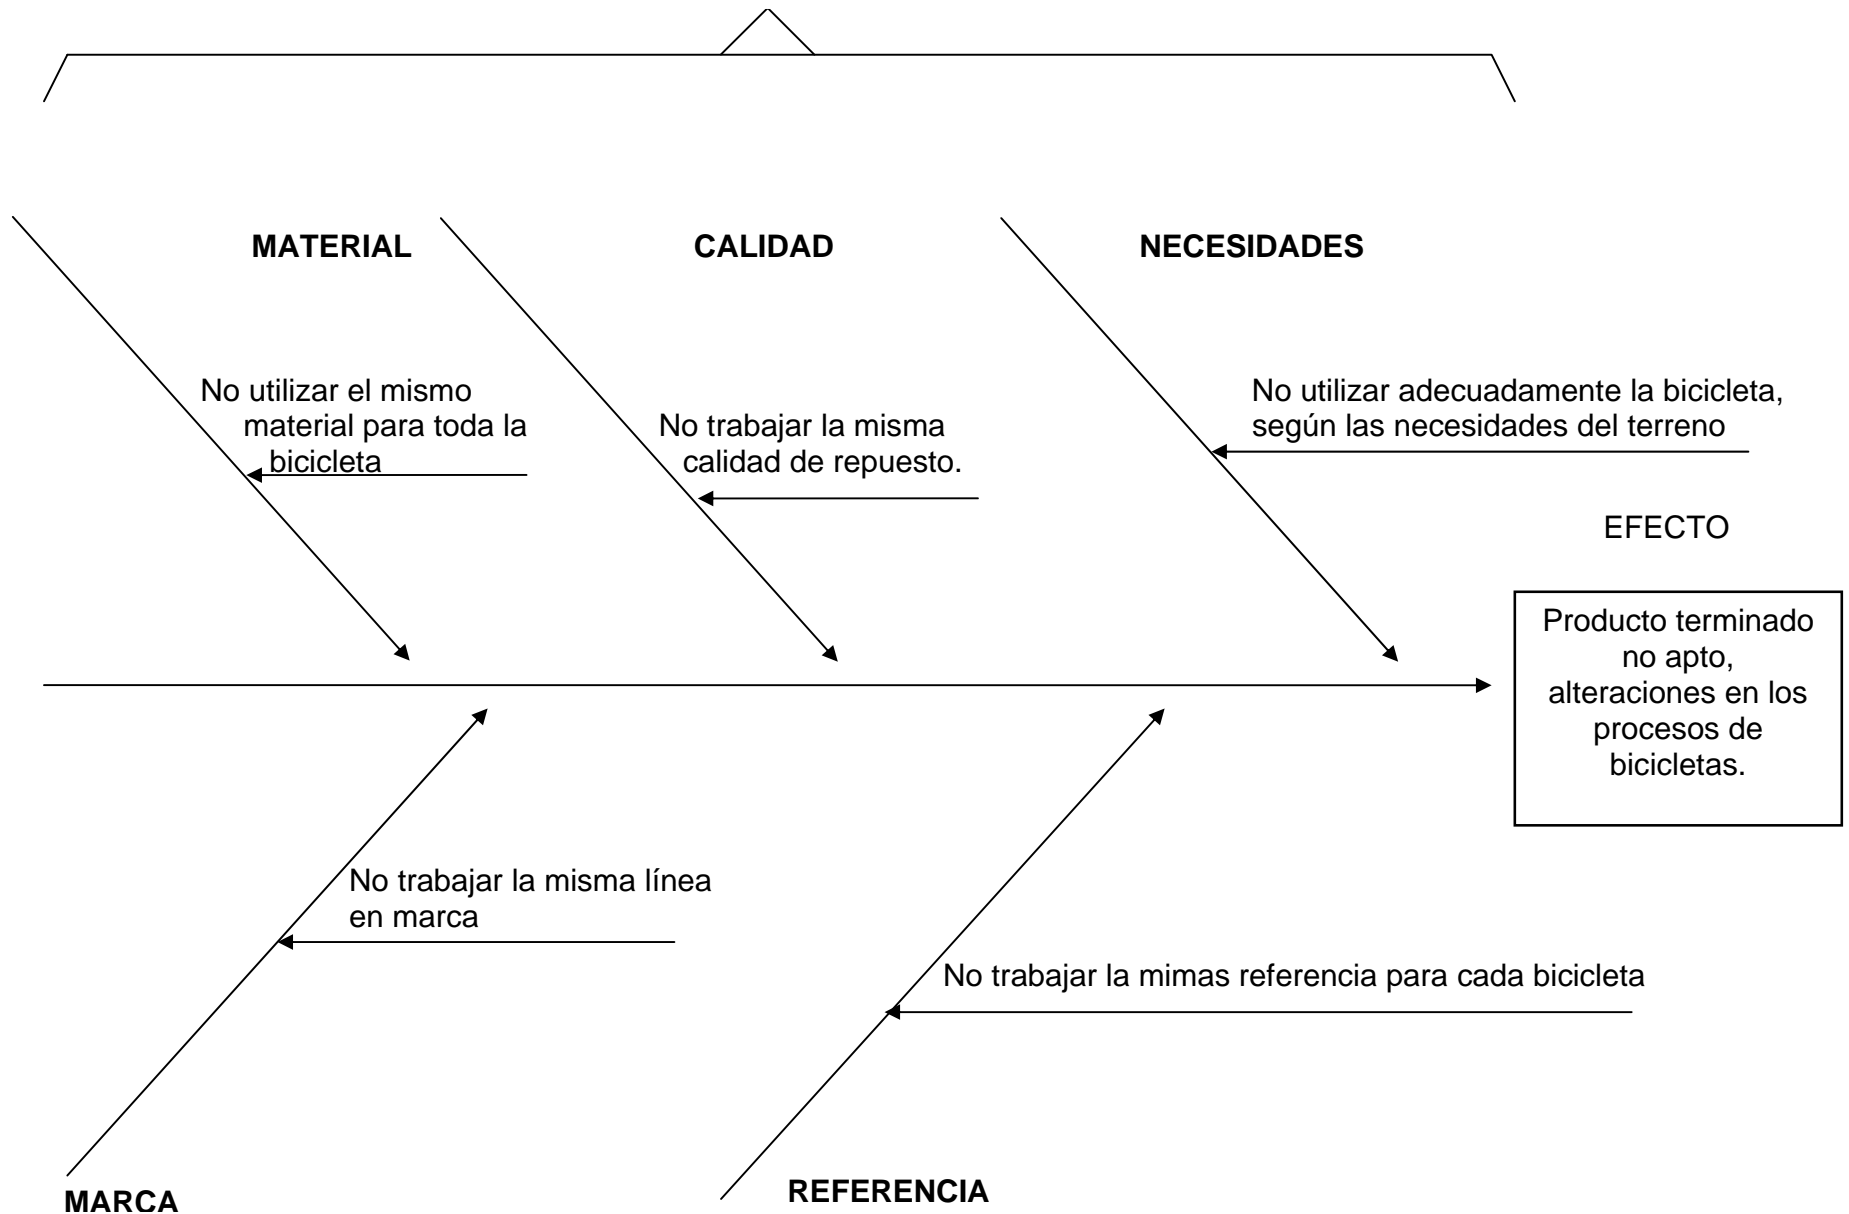 MATERIAL
CALIDAD
NECESIDADES
No utilizar el mismo
material para toda la
bicicleta
No trabajar la misma
calidad de repuesto.
No utilizar adecuadamente la bicicleta,
según las necesidades del terreno
EFECTO
Producto terminado
no apto,
alteraciones en los
procesos de
bicicletas.
No trabajar la misma línea
en marca
No trabajar la mimas referencia para cada bicicleta
MARCA
REFERENCIA